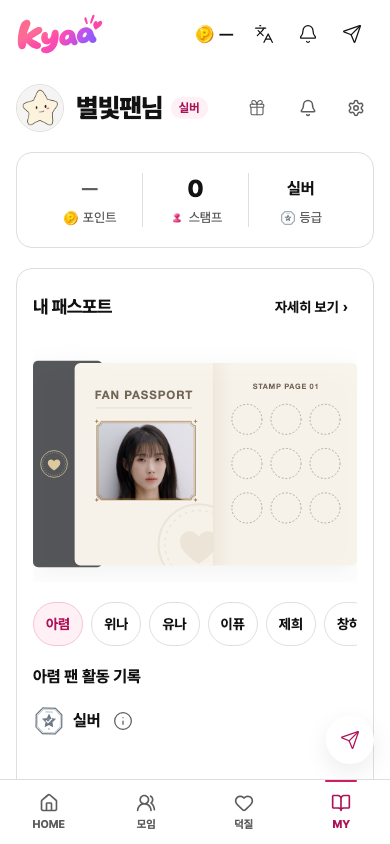 kyaa
P —
별빛팬님 실버
— 0 실버
포인트 스탬프 등급
내 패스포트 자세히 보기 ›
FAN PASSPORT
STAMP PAGE 01
아렴 위나 유나 이퓨 제희
아렴 팬 활동 기록
실버
HOME 모임 덕질 MY